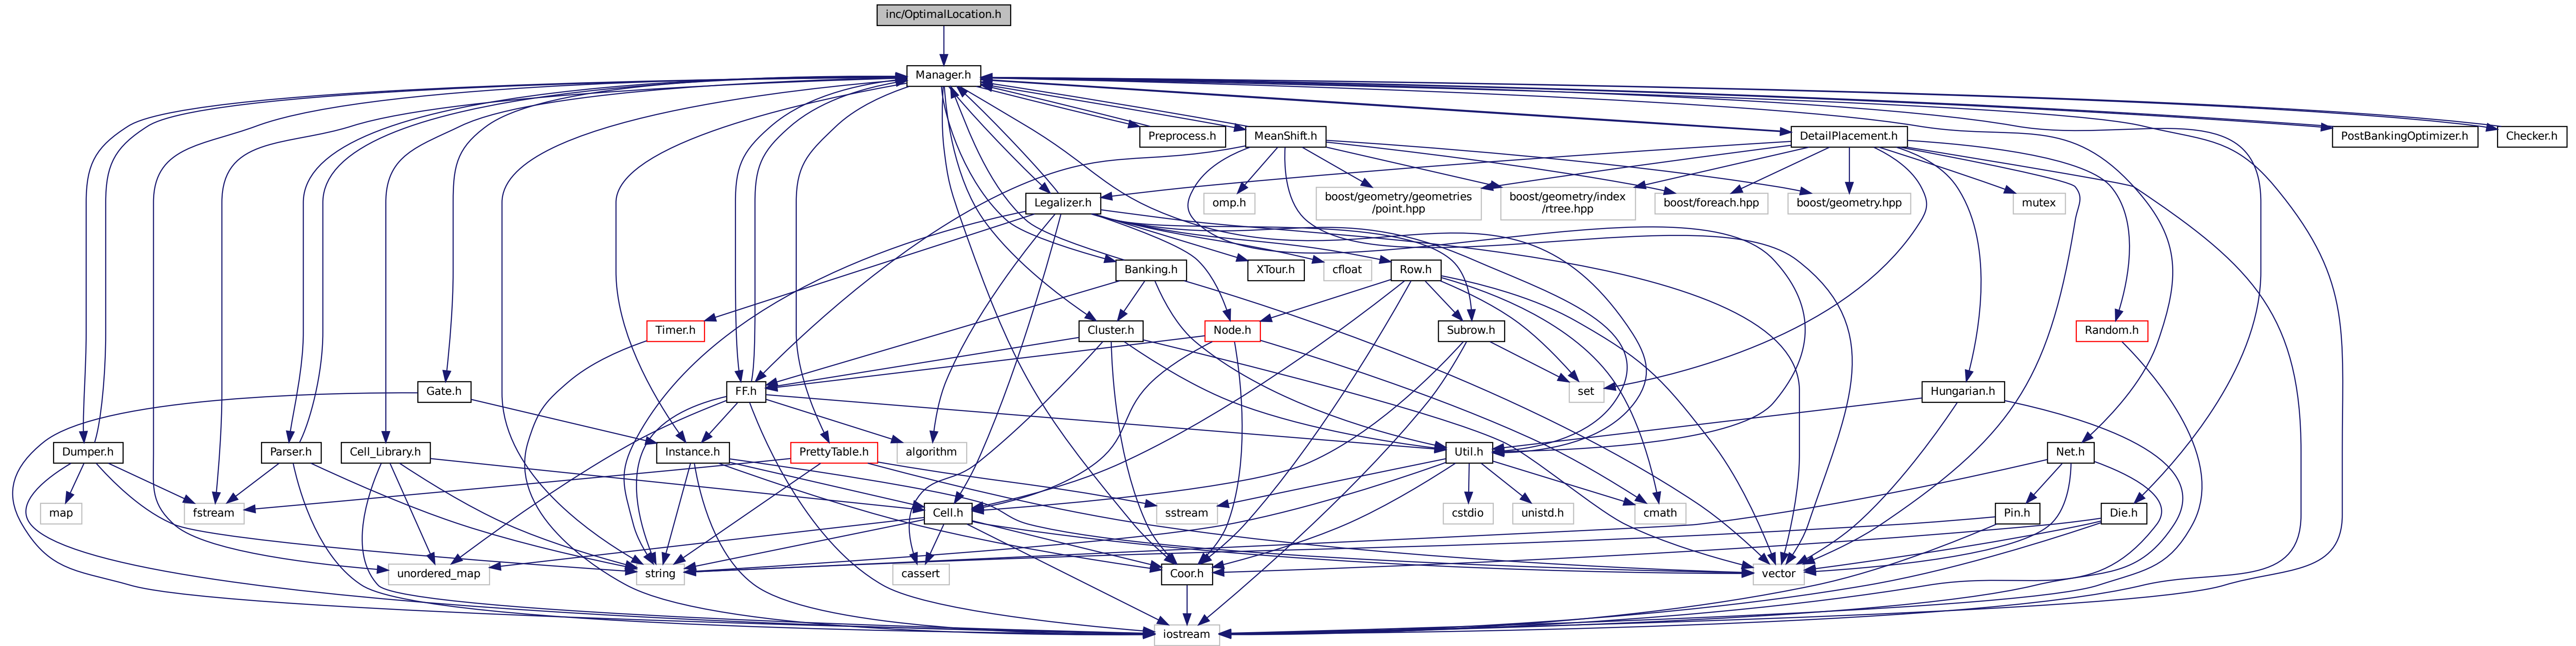 inc/OptimalLocation.h
Manager.h
Preprocess.h
MeanShift.h
DetailPlacement.h
PostBankingOptimizer.h
Checker.h
Legalizer.h
omp.h
boost/geometry/geometries
/point.hpp
boost/geometry/index
/rtree.hpp
boost/foreach.hpp
boost/geometry.hpp
mutex
Banking.h
XTour.h
cfloat
Row.h
Timer.h
Cluster.h
Node.h
Subrow.h
Random.h
Gate.h
FF.h
set
Hungarian.h
Dumper.h
Parser.h
Cell_Library.h
Instance.h
PrettyTable.h
algorithm
Util.h
Net.h
map
fstream
Cell.h
sstream
cstdio
unistd.h
cmath
Pin.h
Die.h
unordered_map
string
cassert
Coor.h
vector
iostream